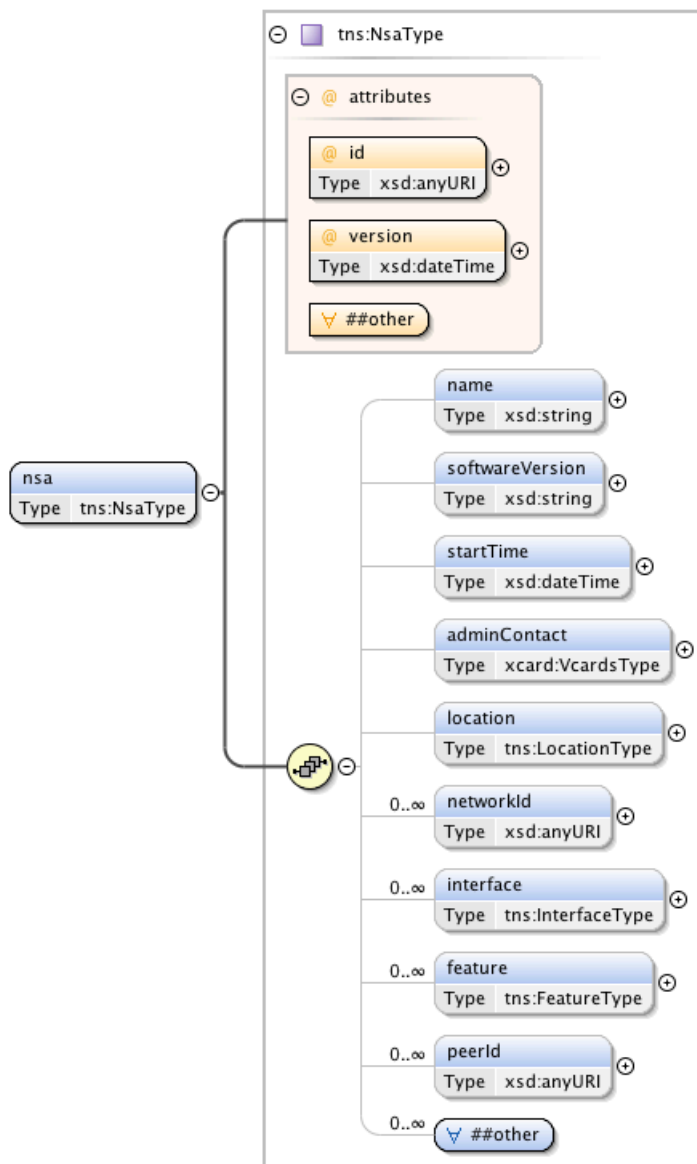 tns:NsaType
@ attributes
@ id
Type xsd:anyURI
@ version
Type xsd:dateTime
∀ ##other
nsa
Type tns:NsaType
name
Type xsd:string
softwareVersion
Type xsd:string
startTime
Type xsd:dateTime
adminContact
Type xcard:VcardsType
location
Type tns:LocationType
0..∞ networkId
Type xsd:anyURI
0..∞ interface
Type tns:InterfaceType
0..∞ feature
Type tns:FeatureType
0..∞ peerId
Type xsd:anyURI
0..∞ ∀ ##other